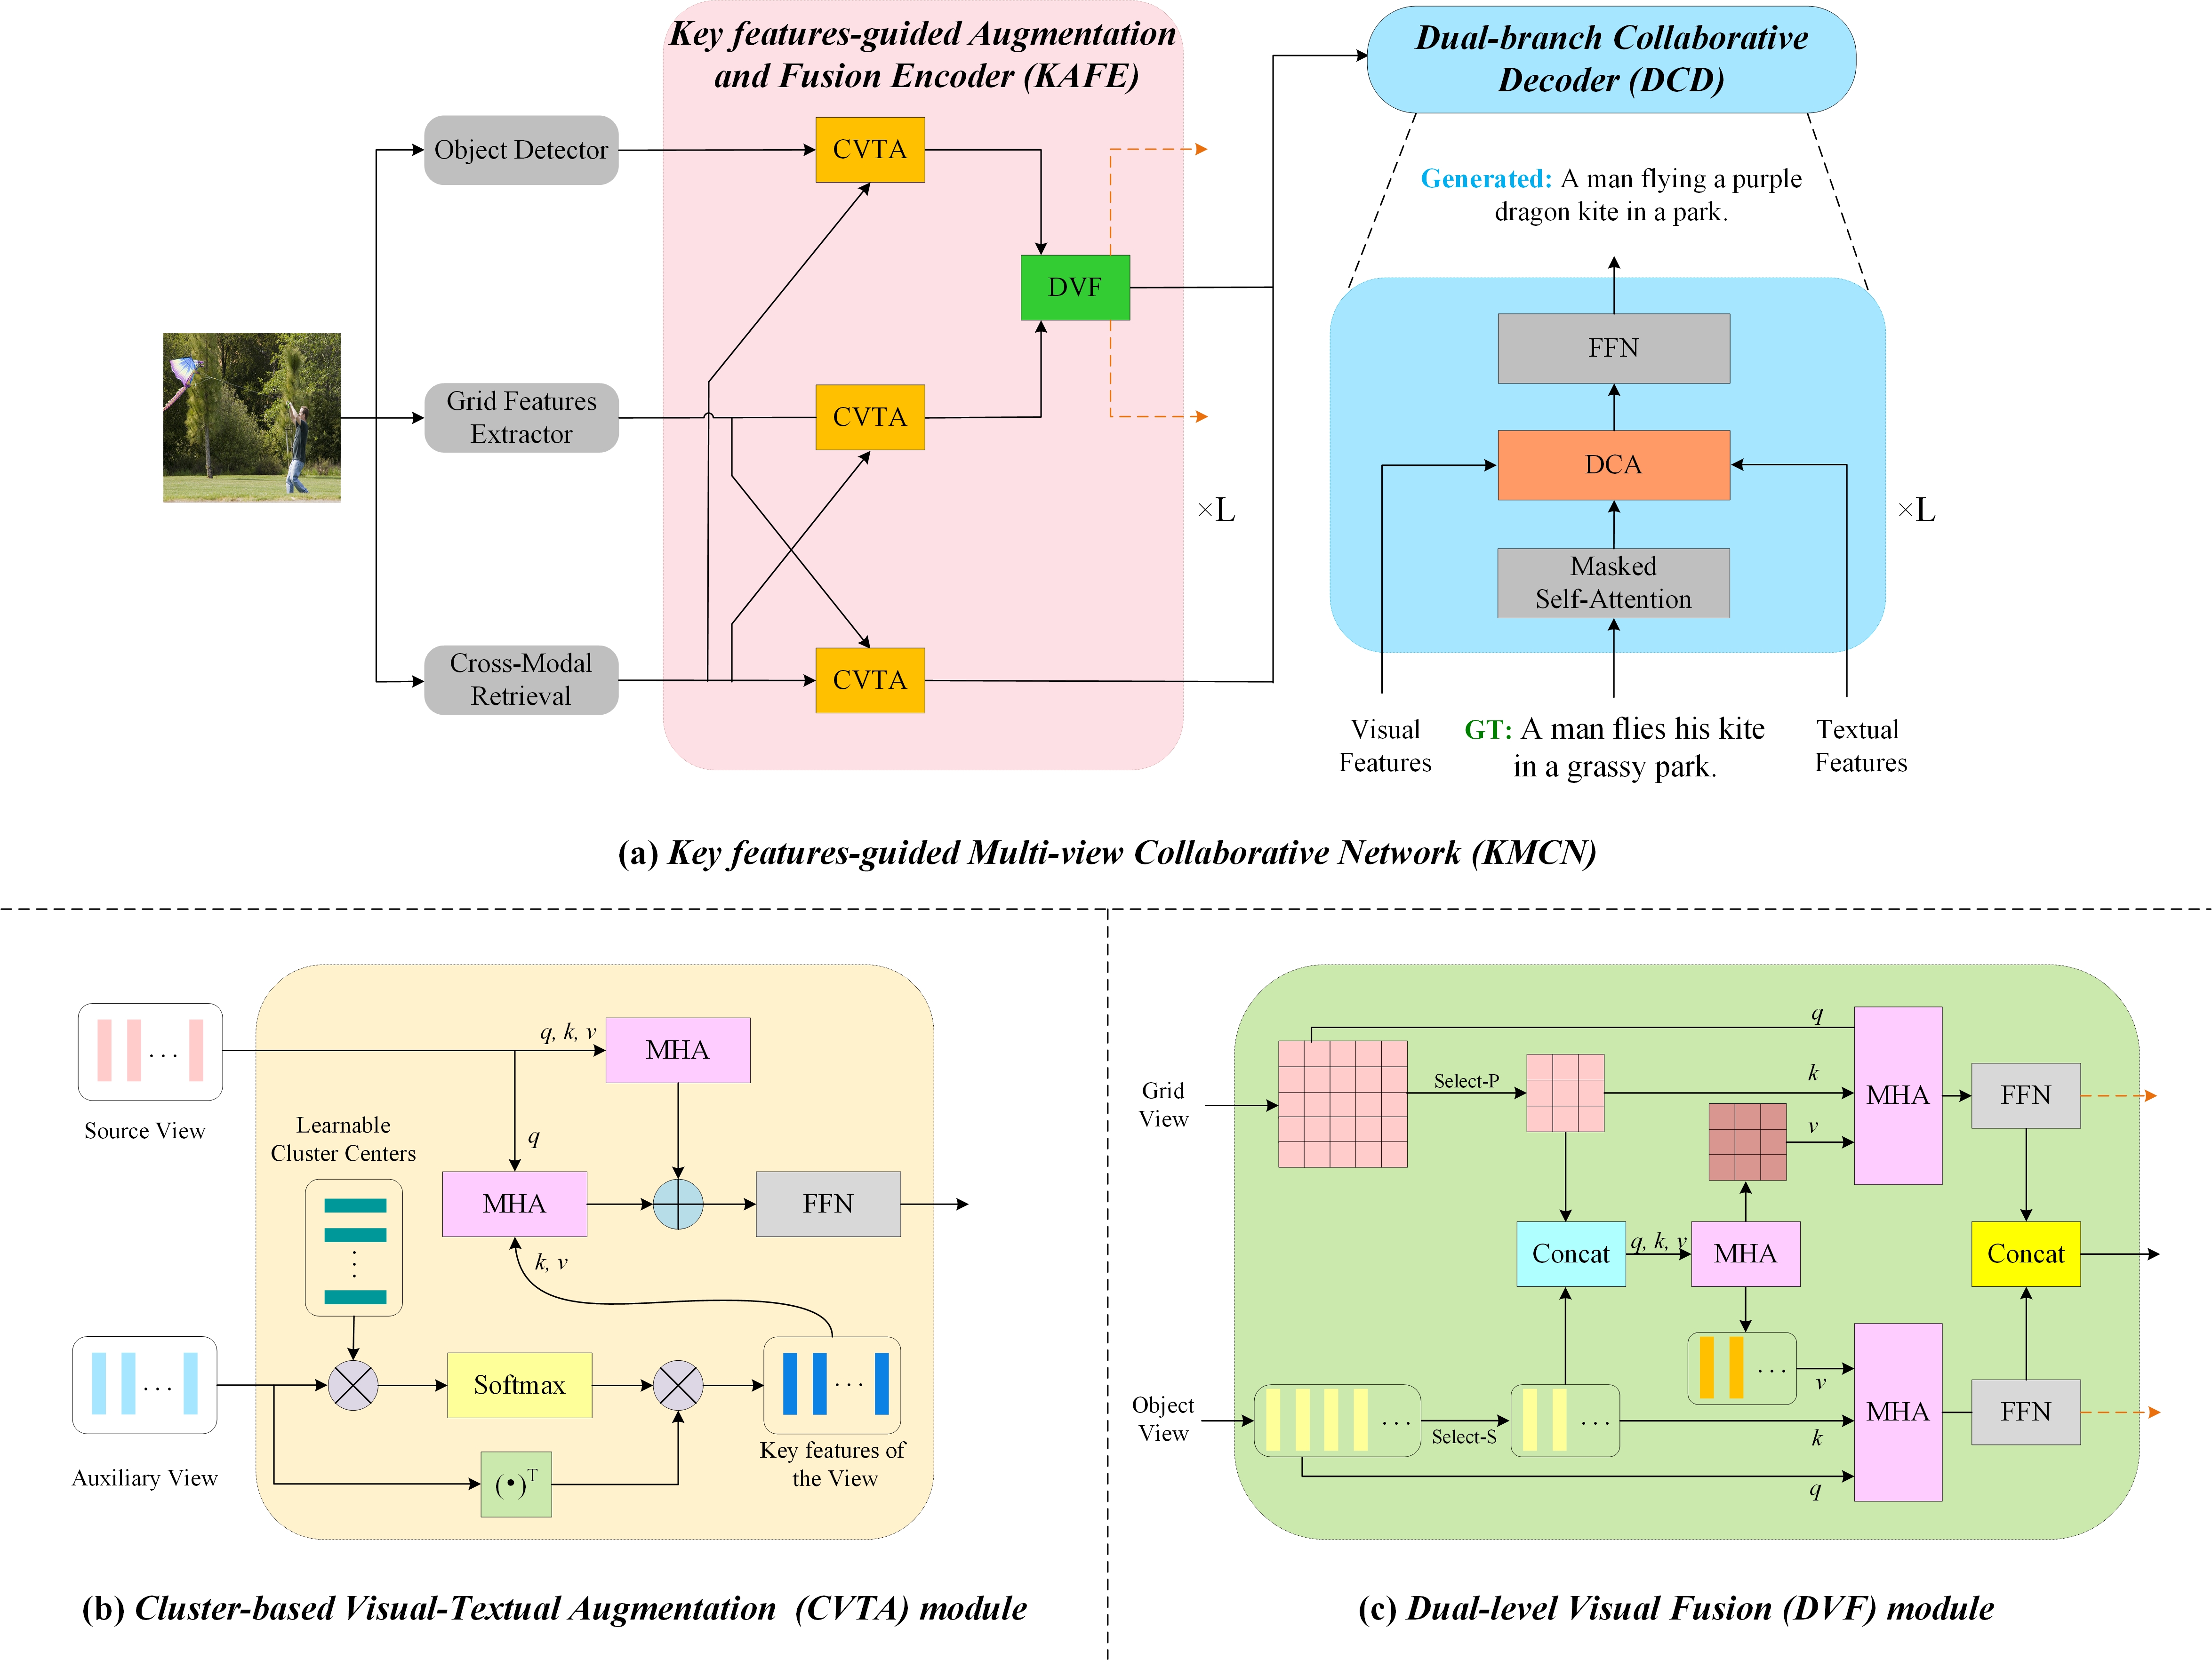 Key features-guided Augmentation
and Fusion Encoder (KAFE)
Dual-branch Collaborative
Decoder (DCD)
Object Detector
CVTA
Generated: A man flying a purple
dragon kite in a park.
DVF
FFN
Grid Features
Extractor
CVTA
DCA
×L
×L
Masked
Self-Attention
Cross-Modal
Retrieval
CVTA
Visual
Features
GT: A man flies his kite
in a grassy park.
Textual
Features
(a) Key features-guided Multi-view Collaborative Network (KMCN)
q, k, v
MHA
Source View
Learnable
Cluster Centers
q
MHA
FFN
k, v
Softmax
Auxiliary View
(•)T
Key features of
the View
(b) Cluster-based Visual-Textual Augmentation (CVTA) module
q
Grid
View
Select-P
k
MHA
FFN
v
Concat
q, k, v
MHA
Concat
Object
View
Select-S
v
MHA
FFN
k
q
(c) Dual-level Visual Fusion (DVF) module